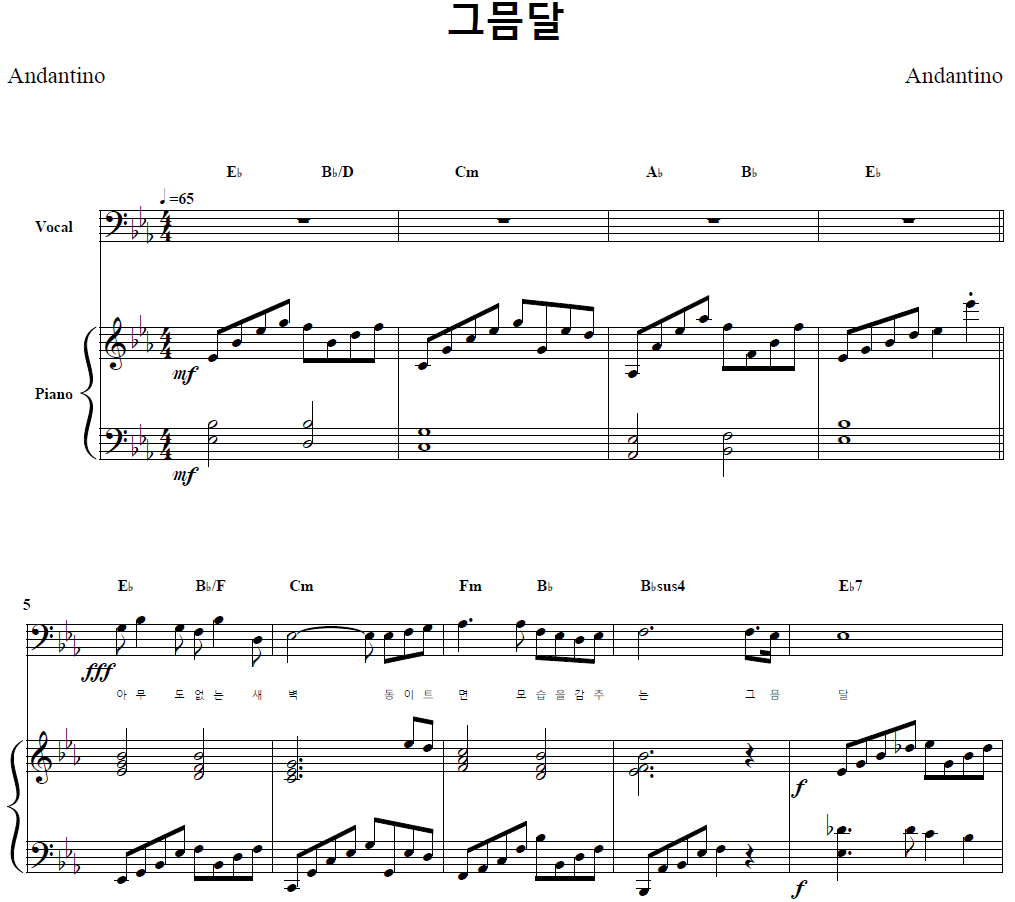 그믐달
Andantino Andantino
E♭ B♭/D Cm A♭ B♭ E♭
♩=65
Vocal
mf
Piano
mf
E♭ B♭/F Cm Fm B♭ B♭sus4 E♭7
5
fff
아 무 도 없 는 새 벽 동 이 트 면 모 습 을 감 추 는 그 믐 달
f
f